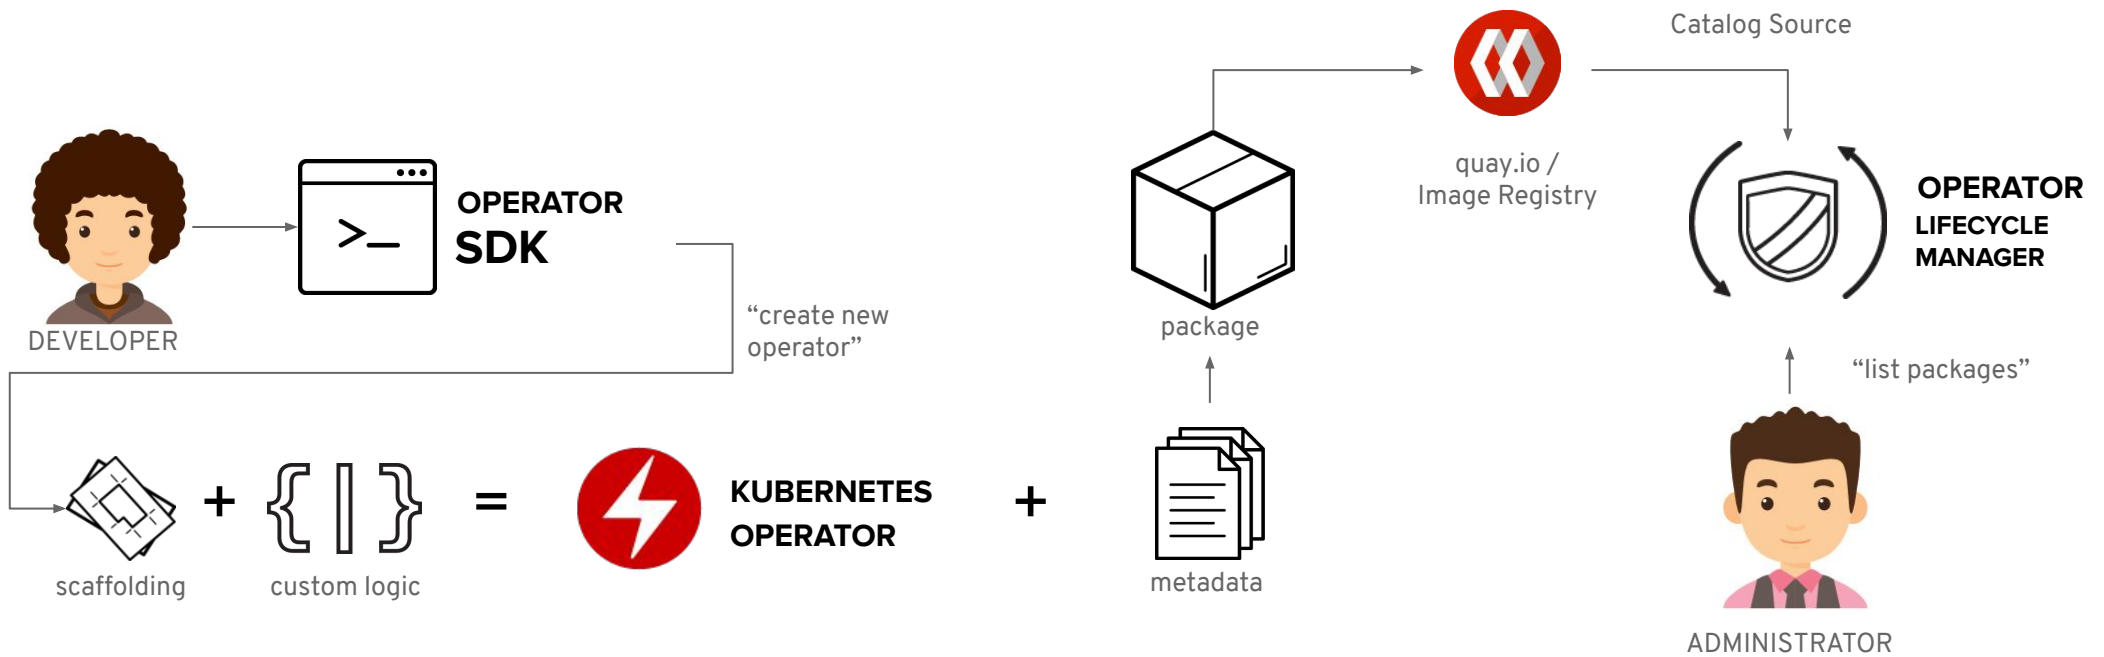 Catalog Source
quay.io /
Image Registry
OPERATOR
SDK
OPERATOR
LIFECYCLE
MANAGER
DEVELOPER
“create new
operator”
package
“list packages”
KUBERNETES
OPERATOR
+
=
+
scaffolding
custom logic
metadata
ADMINISTRATOR